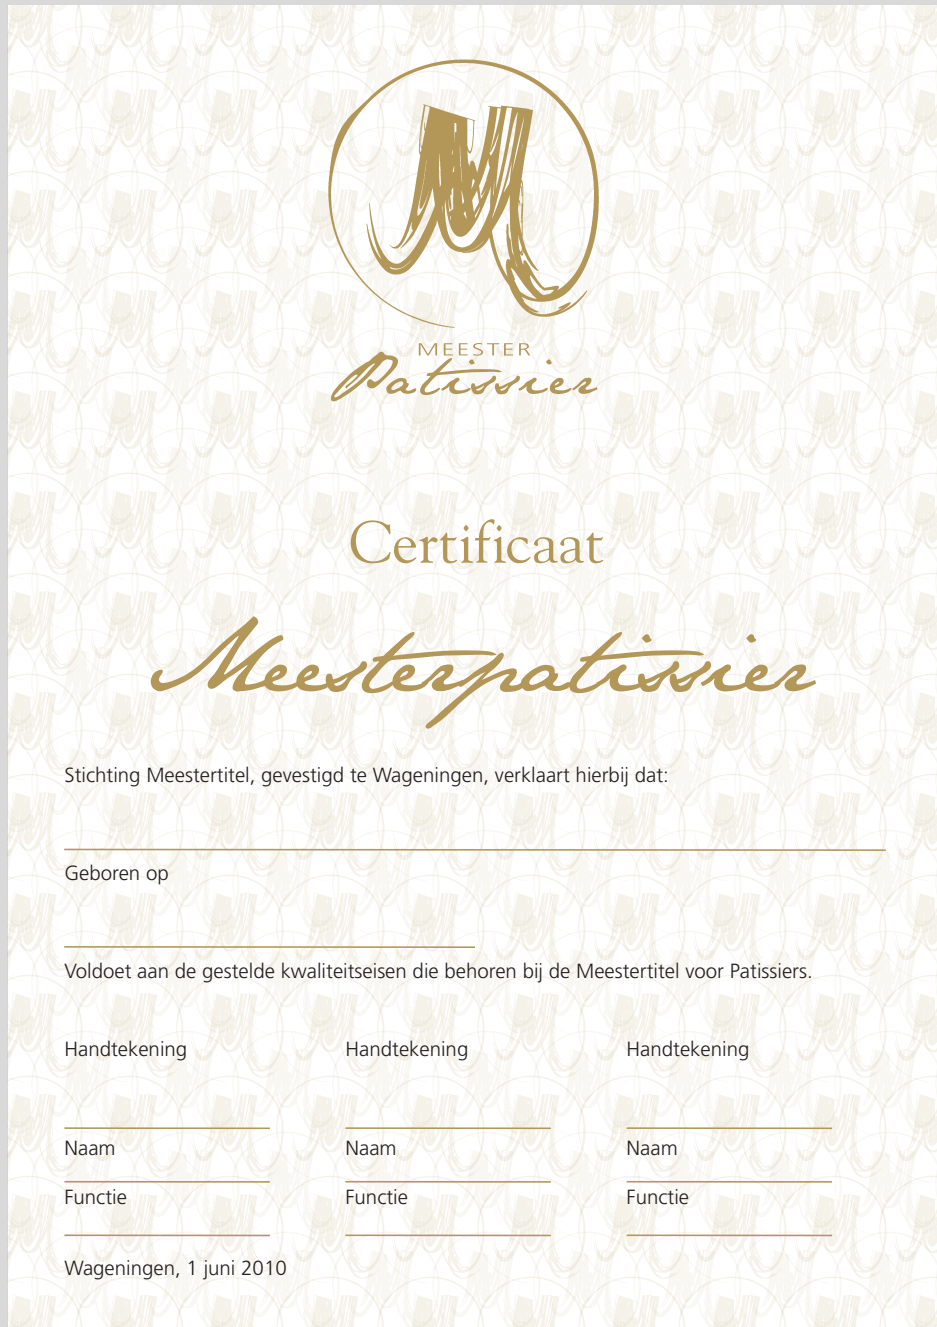 MEESTER
Patissier
Certificaat
Meesterpatissier
Stichting Meestertitel, gevestigd te Wageningen, verklaart hierbij dat:
Geboren op
Voldoet aan de gestelde kwaliteitseisen die behoren bij de Meestertitel voor Patissiers.
Handtekening Handtekening Handtekening
Naam Naam Naam
Functie Functie Functie
Wageningen, 1 juni 2010